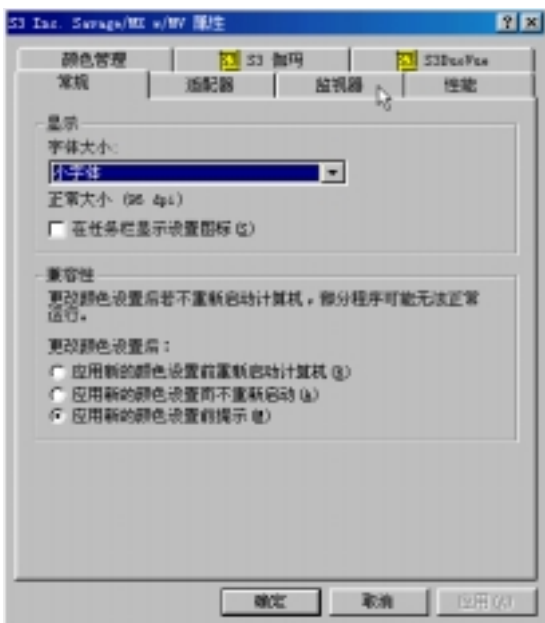 S3 Inc. Savage/MX w/MV 属性
颜色管理
S3 伽玛
S3DuoVue
常规
适配器
监视器
性能
显示
字体大小:
小字体
正常大小 (96 dpi)
在任务栏显示设置图标(S)
兼容性
更改颜色设置后若不重新启动计算机,部分程序可能无法正常
运行。
更改颜色设置后:
应用新的颜色设置前重新启动计算机(R)
应用新的颜色设置而不重新启动(A)
应用新的颜色设置前提示(M)
确定
取消
应用(A)